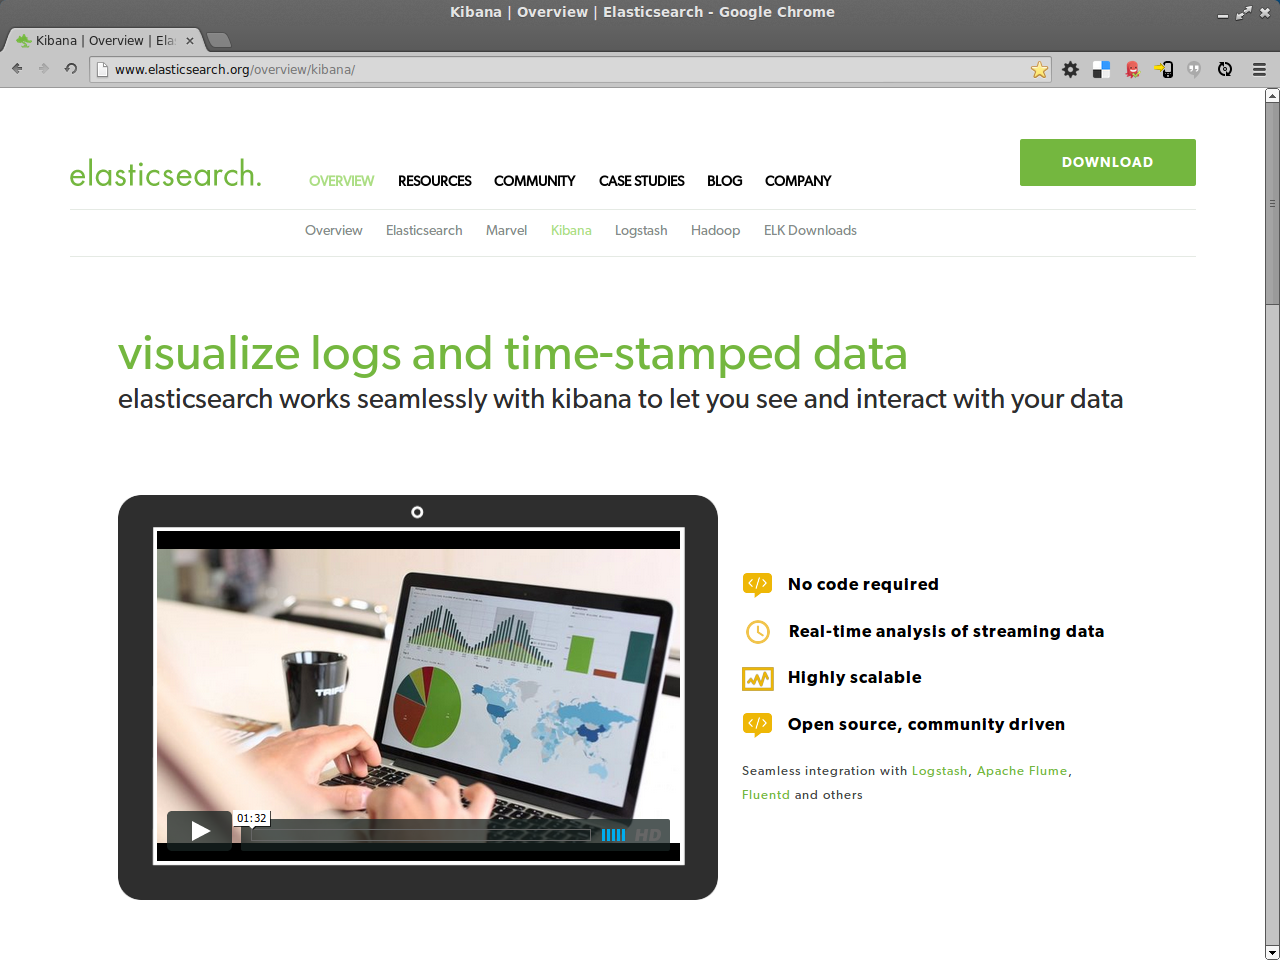 Kibana | Overview | Elasticsearch - Google Chrome
Kibana | Overview | Ela
www.elasticsearch.org/overview/kibana/
elasticsearch.
OVERVIEW RESOURCES COMMUNITY CASE STUDIES BLOG COMPANY
DOWNLOAD
Overview Elasticsearch Marvel Kibana Logstash Hadoop ELK Downloads
visualize logs and time-stamped data
elasticsearch works seamlessly with kibana to let you see and interact with your data
No code required
Real-time analysis of streaming data
Highly scalable
Open source, community driven
Seamless integration with Logstash, Apache Flume,
Fluentd and others
01:32
HD